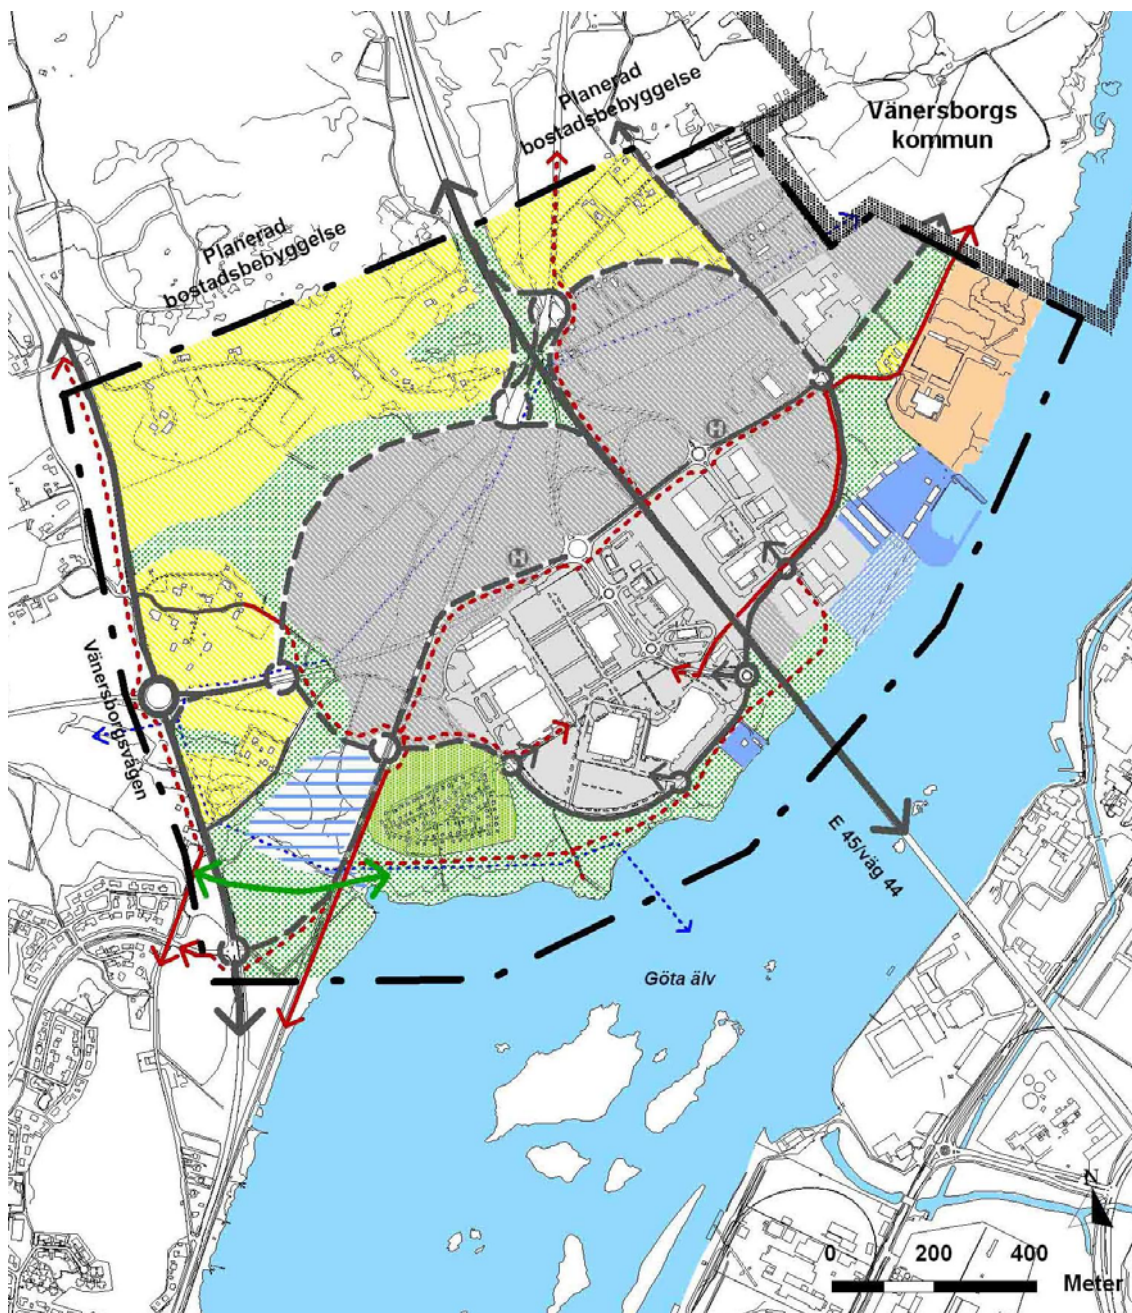 Planerad
bostadsbebyggelse
Vänersborgs
kommun
Planerad
bostadsbebyggelse
H
H
Vänersborgsvägen
E 45/väg 44
Göta älv
N
0 200 400
Meter